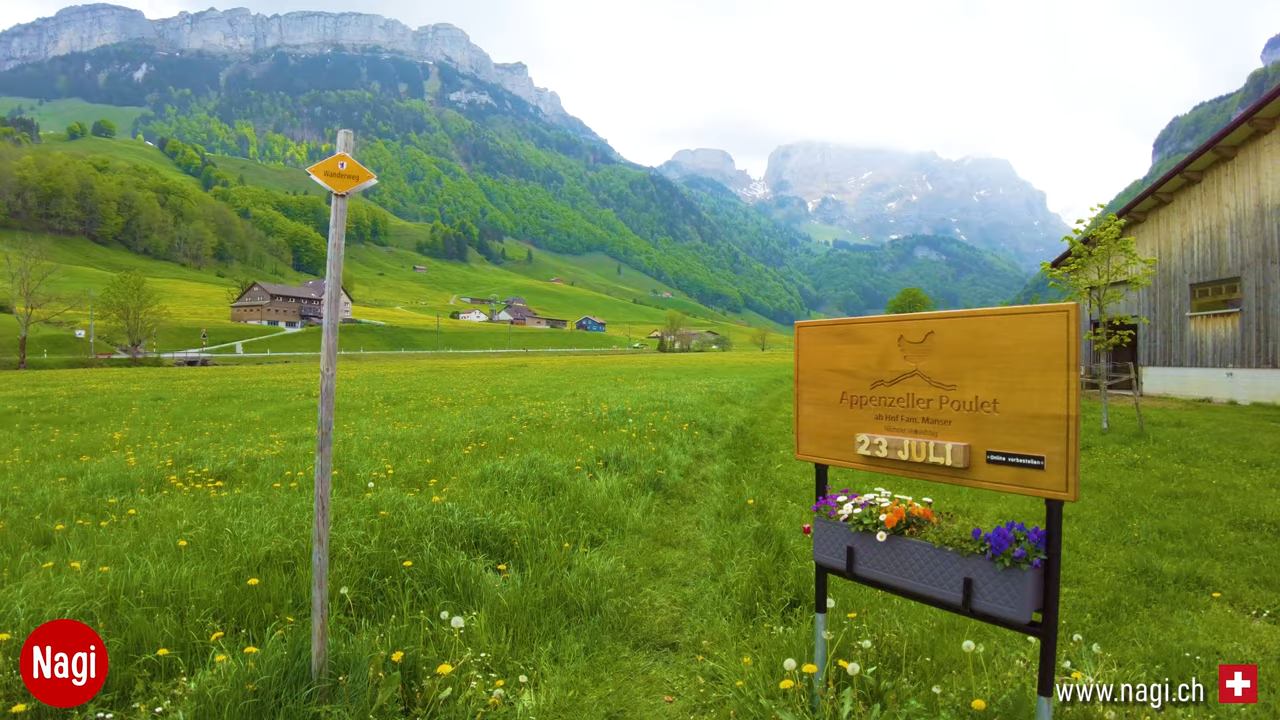 Wanderweg
Appenzeller Poulet
ab Hof Fam. Manser
23 JULI
Online vorbestellen
Nagi
www.nagi.ch